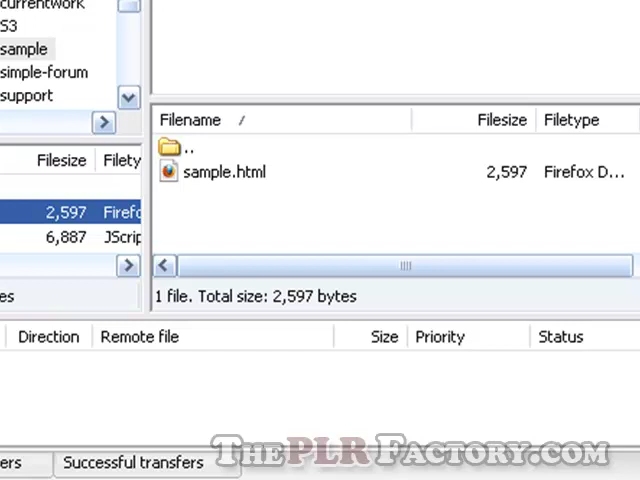 currentwork
S3
sample
simple-forum
support
Filename / Filesize Filetype
..
sample.html 2,597 Firefox D...
Filesize Filety
2,597 Firefo
6,887 JScrip
es
1 file. Total size: 2,597 bytes
Direction Remote file Size Priority Status
ers Successful transfers
ThePLRFactory.com